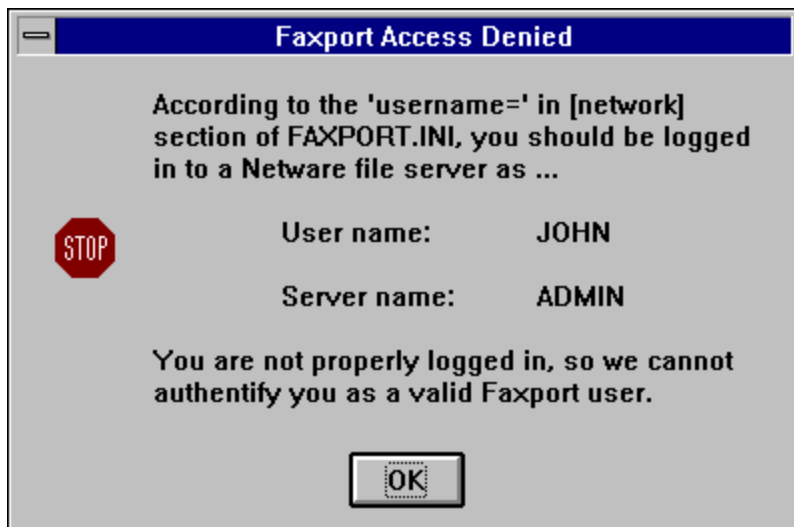 Faxport Access Denied
According to the 'username=' in [network]
section of FAXPORT.INI, you should be logged
in to a Netware file server as ...
STOP
User name: JOHN
Server name: ADMIN
You are not properly logged in, so we cannot
authentify you as a valid Faxport user.
OK